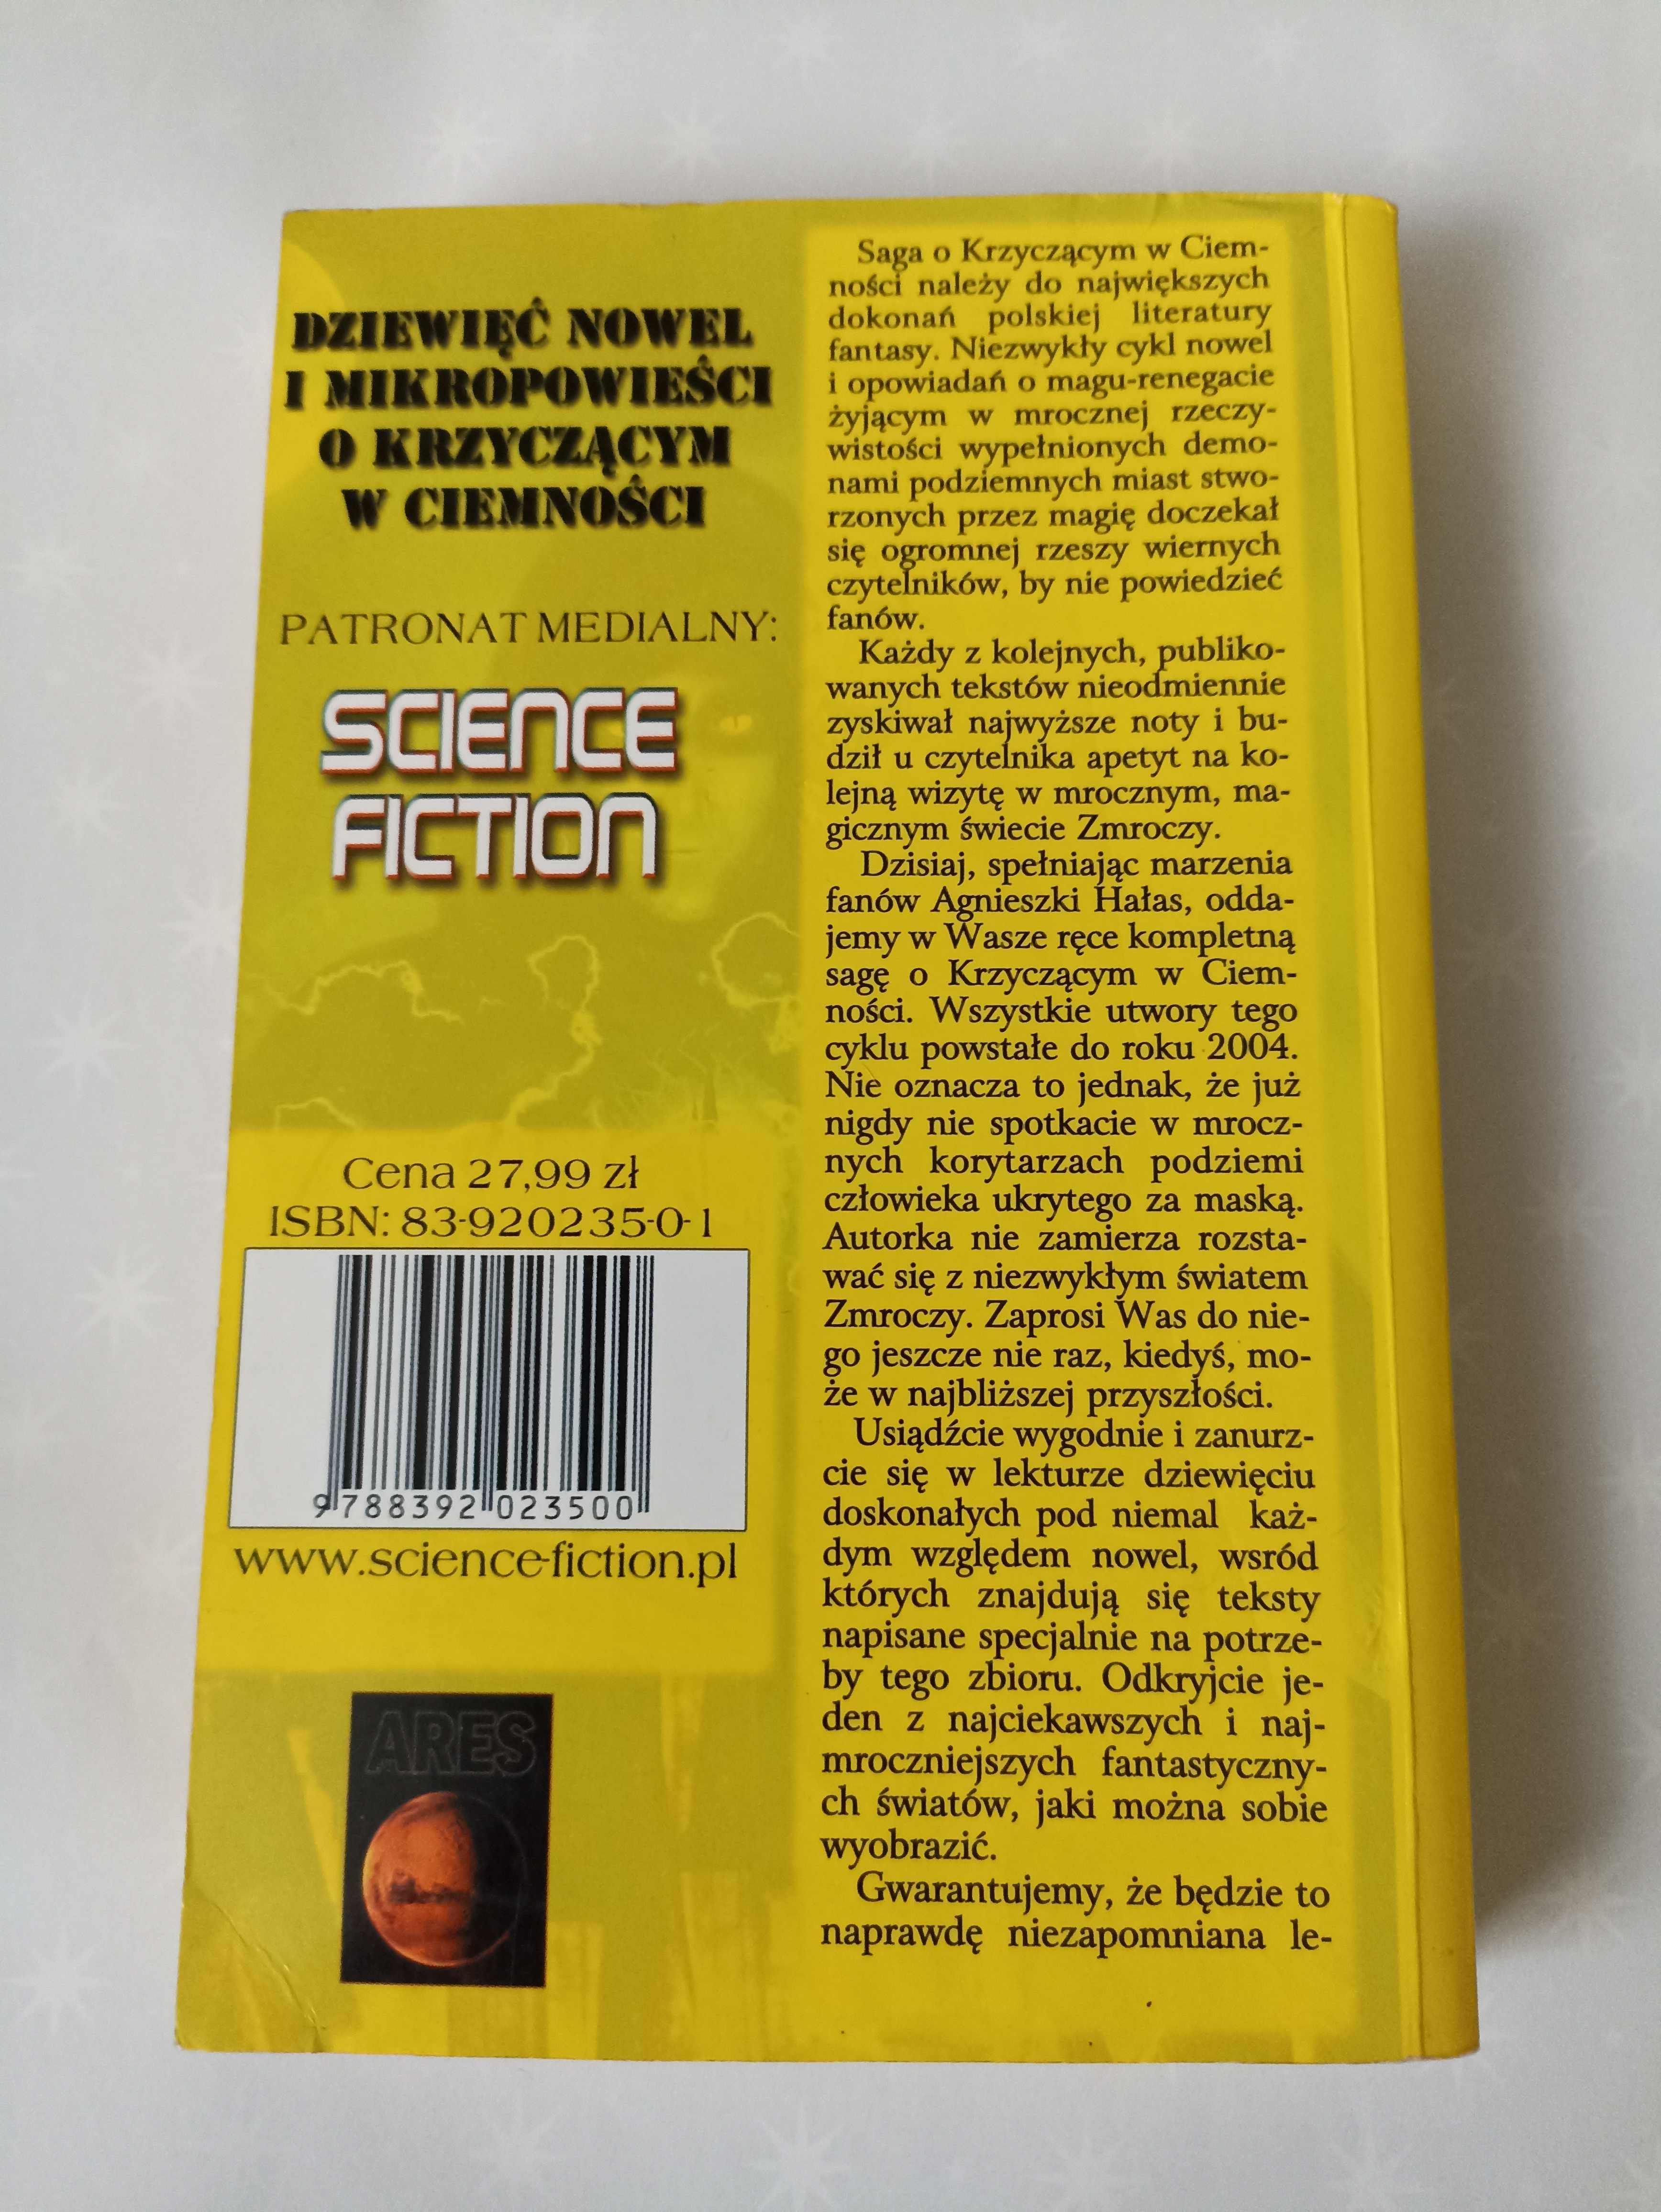 DZIEWIĘĆ NOWEL
I MIKROPOWIEŚCI
O KRZYCZĄCYM
W CIEMNOŚCI
PATRONAT MEDIALNY:
SCIENCE
FICTION
Cena 27,99 zł
ISBN: 83-920235-0-1
9788392023500
www.science-fiction.pl
ARES
Saga o Krzyczącym w Ciem-
ności należy do największych
dokonań polskiej literatury
fantasy. Niezwykły cykl nowel
i opowiadań o magu-renegacie
żyjącym w mrocznej rzeczy-
wistości wypełnionych demo-
nami podziemnych miast stwo-
rzonych przez magię doczekał
się ogromnej rzeszy wiernych
czytelników, by nie powiedzieć
fanów.
Każdy z kolejnych, publiko-
wanych tekstów nieodmiennie
zyskiwał najwyższe noty i bu-
dził u czytelnika apetyt na ko-
lejną wizytę w mrocznym, ma-
gicznym świecie Zmroczy.
Dzisiaj, spełniając marzenia
fanów Agnieszki Hałas, odda-
jemy w Wasze ręce kompletną
sagę o Krzyczącym w Ciem-
ności. Wszystkie utwory tego
cyklu powstałe do roku 2004.
Nie oznacza to jednak, że już
nigdy nie spotkacie w mrocz-
nych korytarzach podziemi
człowieka ukrytego za maską.
Autorka nie zamierza rozsta-
wać się z niezwykłym światem
Zmroczy. Zaprosi Was do nie-
go jeszcze nie raz, kiedyś, mo-
że w najbliższej przyszłości.
Usiądźcie wygodnie i zanurz-
cie się w lekturze dziewięciu
doskonałych pod niemal każ-
dym względem nowel, wsród
których znajdują się teksty
napisane specjalnie na potrze-
by tego zbioru. Odkryjcie je-
den z najciekawszych i naj-
mroczniejszych fantastyczny-
ch światów, jaki można sobie
wyobrazić.
Gwarantujemy, że będzie to
naprawdę niezapomniana le-